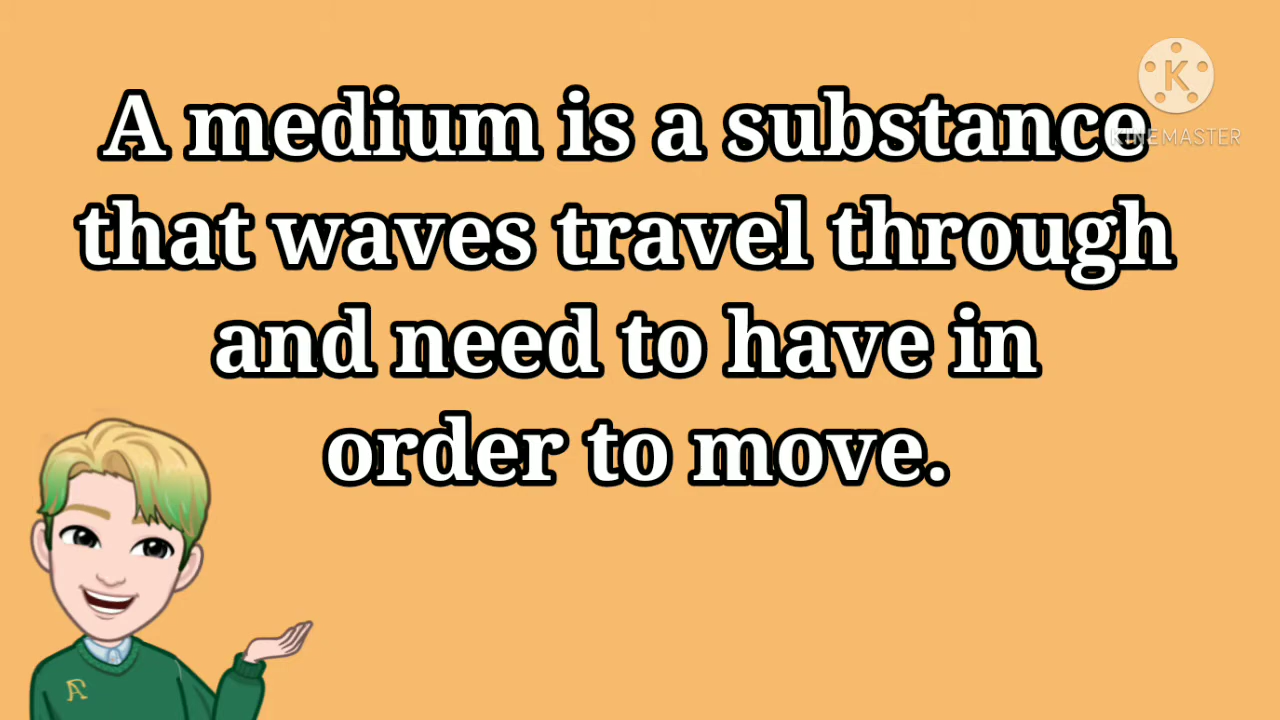 A medium is a substance
that waves travel through
and need to have in
order to move.
K
KINEMASTER